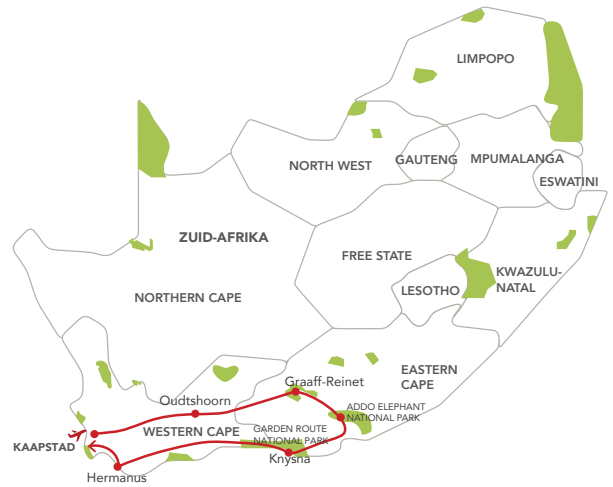 LIMPOPO
NORTH WEST
GAUTENG
MPUMALANGA
ESWATINI
ZUID-AFRIKA
FREE STATE
KWAZULU-
NATAL
LESOTHO
NORTHERN CAPE
EASTERN
CAPE
Graaff-Reinet
Oudtshoorn
ADDO ELEPHANT
NATIONAL PARK
WESTERN CAPE
GARDEN ROUTE
NATIONAL PARK
KAAPSTAD
Knysna
Hermanus